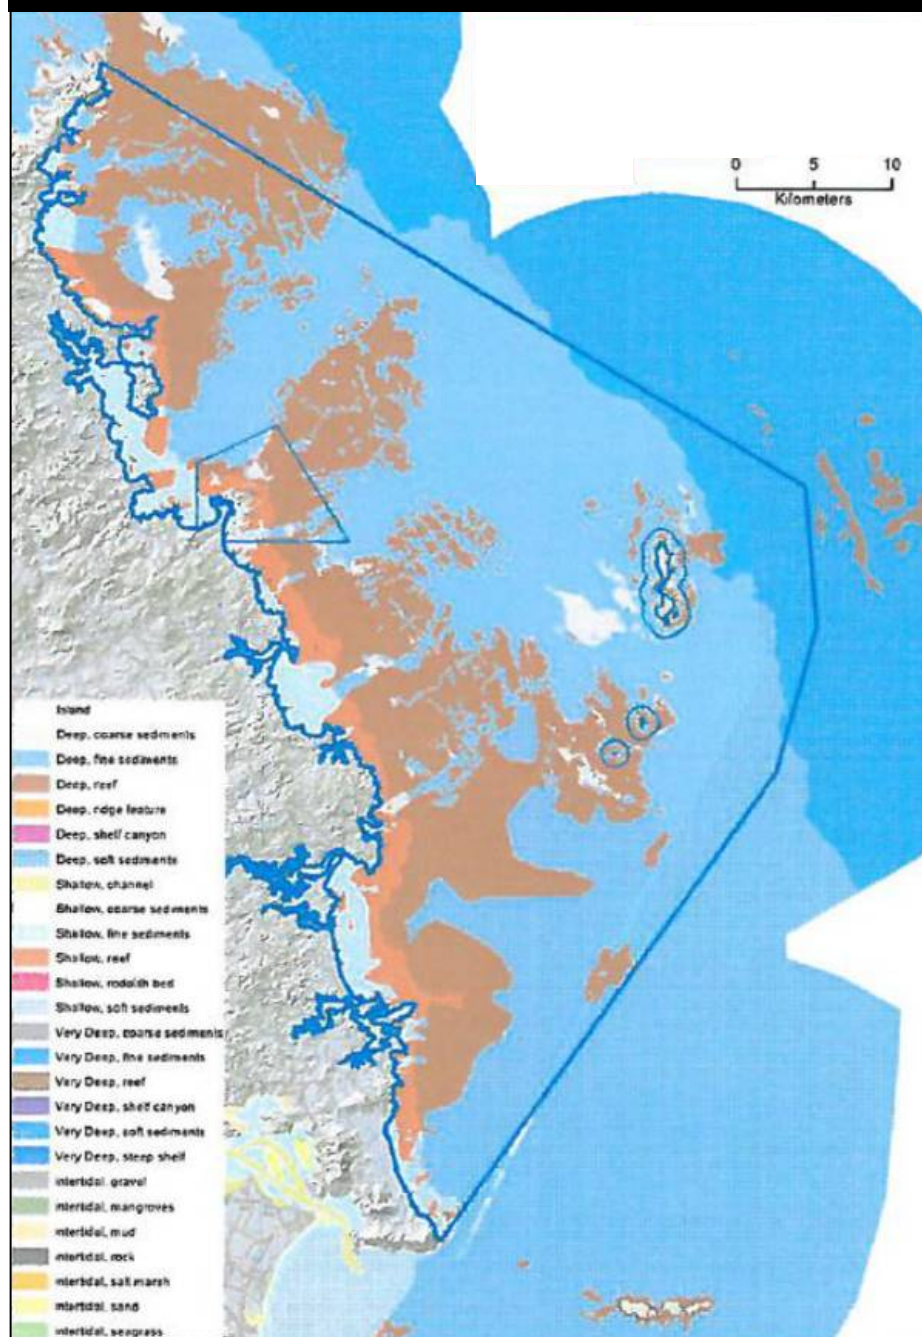 0 5 10
Kilometers
Island
Deep, coarse sediments
Deep, fine sediments
Deep, reef
Deep, ridge feature
Deep, shelf canyon
Deep, soft sediments
Shallow, channel
Shallow, coarse sediments
Shallow, fine sediments
Shallow, reef
Shallow, rodolith bed
Shallow, soft sediments
Very Deep, coarse sediments
Very Deep, fine sediments
Very Deep, reef
Very Deep, shelf canyon
Very Deep, soft sediments
Very Deep, steep shelf
intertidal, gravel
intertidal, mangroves
intertidal, mud
intertidal, rock
intertidal, salt marsh
intertidal, sand
intertidal, seagrass